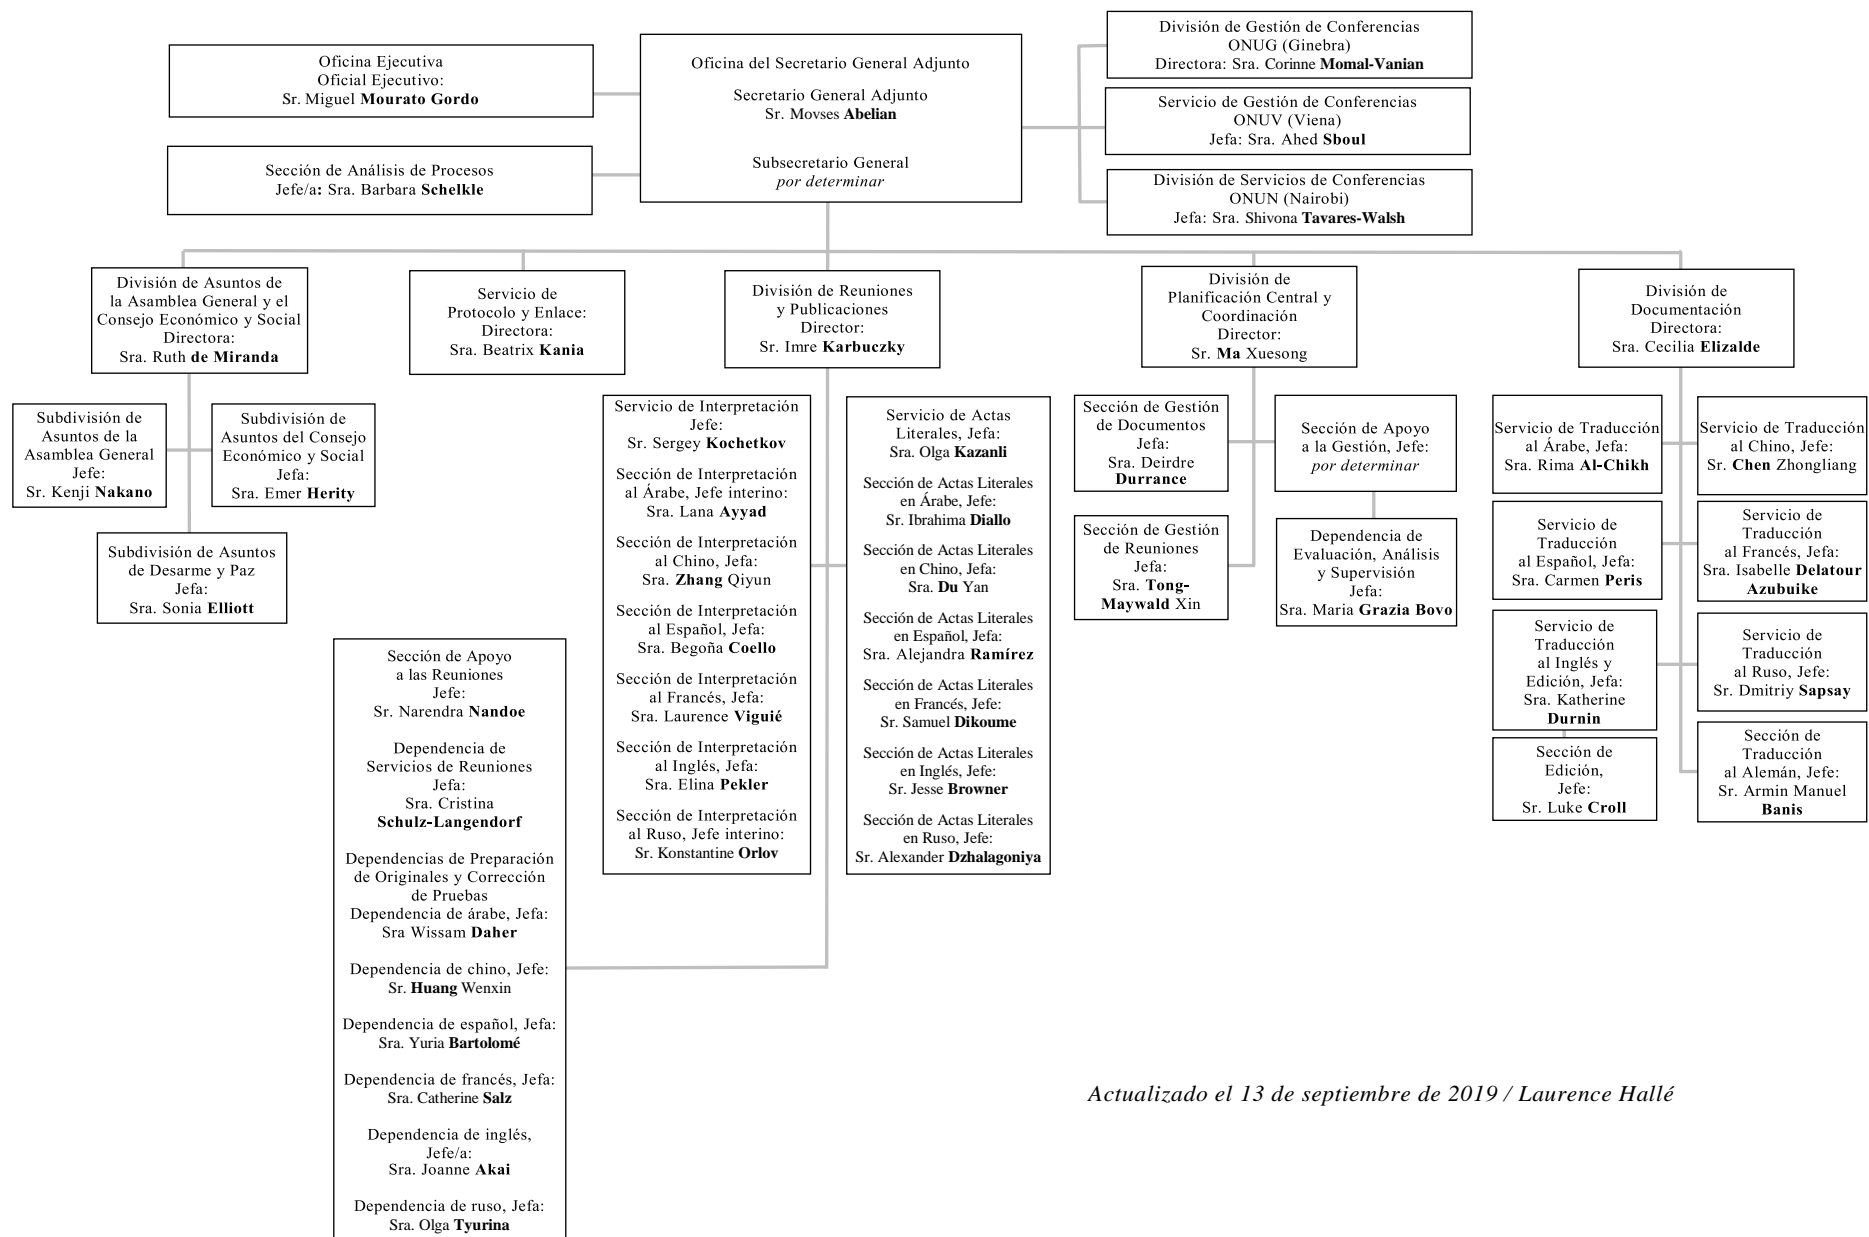 Oficina Ejecutiva
Oficial Ejecutivo:
Sr. Miguel Mourato Gordo
Sección de Análisis de Procesos
Jefe/a: Sra. Barbara Schelkle
Oficina del Secretario General Adjunto
Secretario General Adjunto
Sr. Movses Abelian
Subsecretario General
por determinar
División de Gestión de Conferencias
ONUG (Ginebra)
Directora: Sra. Corinne Momal-Vanian
Servicio de Gestión de Conferencias
ONUV (Viena)
Jefa: Sra. Ahed Sboul
División de Servicios de Conferencias
ONUN (Nairobi)
Jefa: Sra. Shivona Tavares-Walsh
División de Asuntos de
la Asamblea General y el
Consejo Económico y Social
Directora:
Sra. Ruth de Miranda
Servicio de
Protocolo y Enlace:
Directora:
Sra. Beatrix Kania
División de Reuniones
y Publicaciones
Director:
Sr. Imre Karbuczky
División de
Planificación Central y
Coordinación
Director:
Sr. Ma Xuesong
División de
Documentación
Directora:
Sra. Cecilia Elizalde
Subdivisión de
Asuntos de la
Asamblea General
Jefe:
Sr. Kenji Nakano
Subdivisión de
Asuntos del Consejo
Económico y Social
Jefa:
Sra. Emer Herity
Subdivisión de Asuntos
de Desarme y Paz
Jefa:
Sra. Sonia Elliott
Sección de Apoyo
a las Reuniones
Jefe:
Sr. Narendra Nandoe
Dependencia de
Servicios de Reuniones
Jefa:
Sra. Cristina
Schulz-Langendorf
Dependencias de Preparación
de Originales y Corrección
de Pruebas
Dependencia de árabe, Jefa:
Sra Wissam Daher
Dependencia de chino, Jefe:
Sr. Huang Wenxin
Dependencia de español, Jefa:
Sra. Yuria Bartolomé
Dependencia de francés, Jefa:
Sra. Catherine Salz
Dependencia de inglés,
Jefe/a:
Sra. Joanne Akai
Dependencia de ruso, Jefa:
Sra. Olga Tyurina
Servicio de Interpretación
Jefe:
Sr. Sergey Kochetkov
Sección de Interpretación
al Árabe, Jefe interino:
Sra. Lana Ayyad
Sección de Interpretación
al Chino, Jefa:
Sra. Zhang Qiyun
Sección de Interpretación
al Español, Jefa:
Sra. Begoña Coello
Sección de Interpretación
al Francés, Jefa:
Sra. Laurence Viguié
Sección de Interpretación
al Inglés, Jefa:
Sra. Elina Pekler
Sección de Interpretación
al Ruso, Jefe interino:
Sr. Konstantine Orlov
Servicio de Actas
Literales, Jefa:
Sra. Olga Kazanli
Sección de Actas Literales
en Árabe, Jefe:
Sr. Ibrahima Diallo
Sección de Actas Literales
en Chino, Jefa:
Sra. Du Yan
Sección de Actas Literales
en Español, Jefa:
Sra. Alejandra Ramírez
Sección de Actas Literales
en Francés, Jefe:
Sr. Samuel Dikoume
Sección de Actas Literales
en Inglés, Jefe:
Sr. Jesse Browner
Sección de Actas Literales
en Ruso, Jefe:
Sr. Alexander Dzhalagoniya
Sección de Gestión
de Documentos
Jefa:
Sra. Deirdre
Durrance
Sección de Apoyo
a la Gestión, Jefe:
por determinar
Sección de Gestión
de Reuniones
Jefa:
Sra. Tong-
Maywald Xin
Dependencia de
Evaluación, Análisis
y Supervisión
Jefa:
Sra. Maria Grazia Bovo
Servicio de Traducción
al Árabe, Jefa:
Sra. Rima Al-Chikh
Servicio de Traducción
al Chino, Jefe:
Sr. Chen Zhongliang
Servicio de
Traducción
al Español, Jefa:
Sra. Carmen Peris
Servicio de
Traducción
al Francés, Jefa:
Sra. Isabelle Delatour
Azubuike
Servicio de
Traducción
al Inglés y
Edición, Jefa:
Sra. Katherine
Durnin
Servicio de
Traducción
al Ruso, Jefe:
Sr. Dmitriy Sapsay
Sección de
Edición,
Jefe:
Sr. Luke Croll
Sección de
Traducción
al Alemán, Jefe:
Sr. Armin Manuel
Banis
Actualizado el 13 de septiembre de 2019 / Laurence Hallé